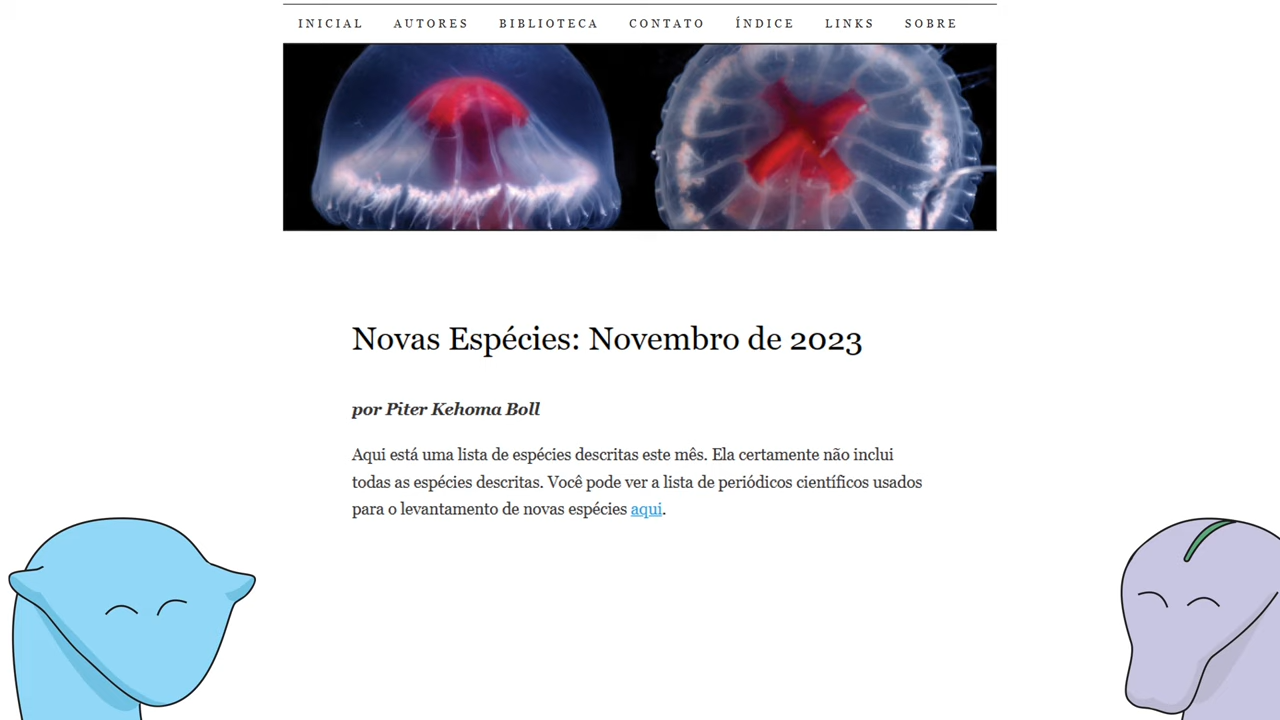 INICIAL AUTORES BIBLIOTECA CONTATO ÍNDICE LINKS SOBRE
Novas Espécies: Novembro de 2023
por Piter Kehoma Boll
Aqui está uma lista de espécies descritas este mês. Ela certamente não inclui
todas as espécies descritas. Você pode ver a lista de periódicos científicos usados
para o levantamento de novas espécies aqui.